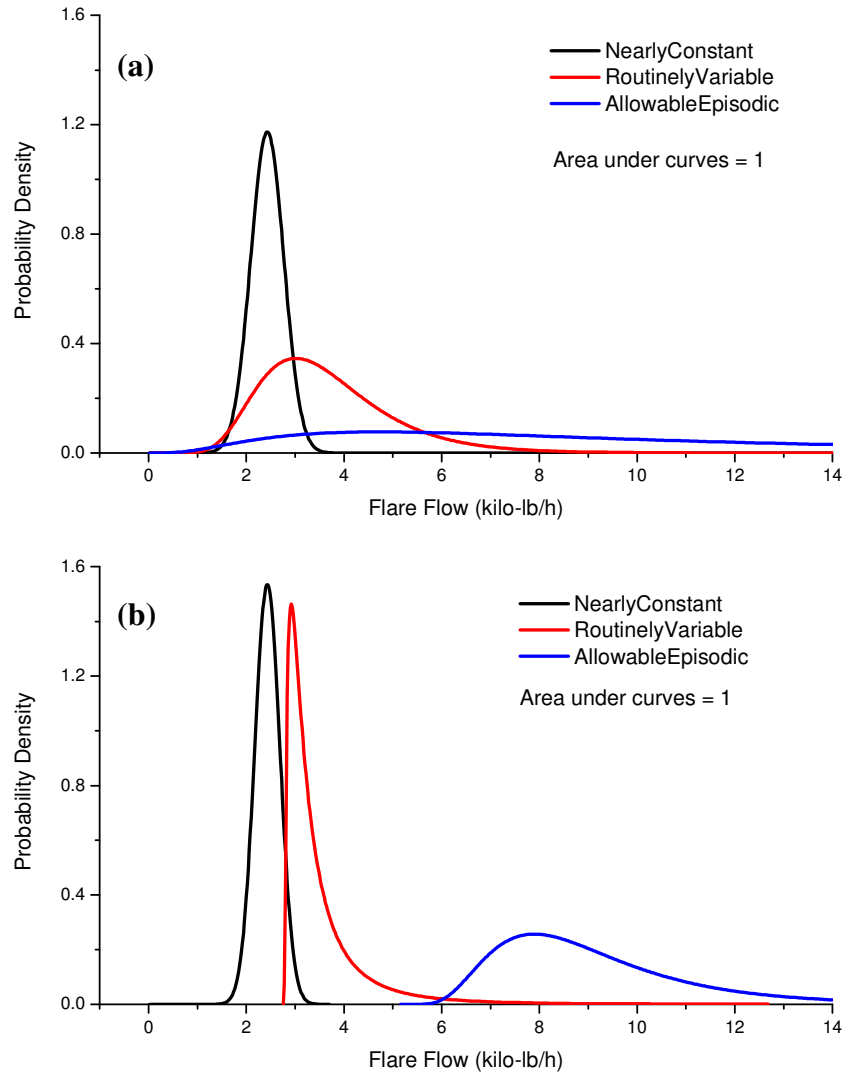 1.6
(a)
NearlyConstant
RoutinelyVariable
AllowableEpisodic
1.2
Area under curves = 1
Probability Density
0.8
0.4
0.0
0 2 4 6 8 10 12 14
Flare Flow (kilo-lb/h)
1.6
(b)
NearlyConstant
RoutinelyVariable
AllowableEpisodic
1.2
Area under curves = 1
Probability Density
0.8
0.4
0.0
0 2 4 6 8 10 12 14
Flare Flow (kilo-lb/h)